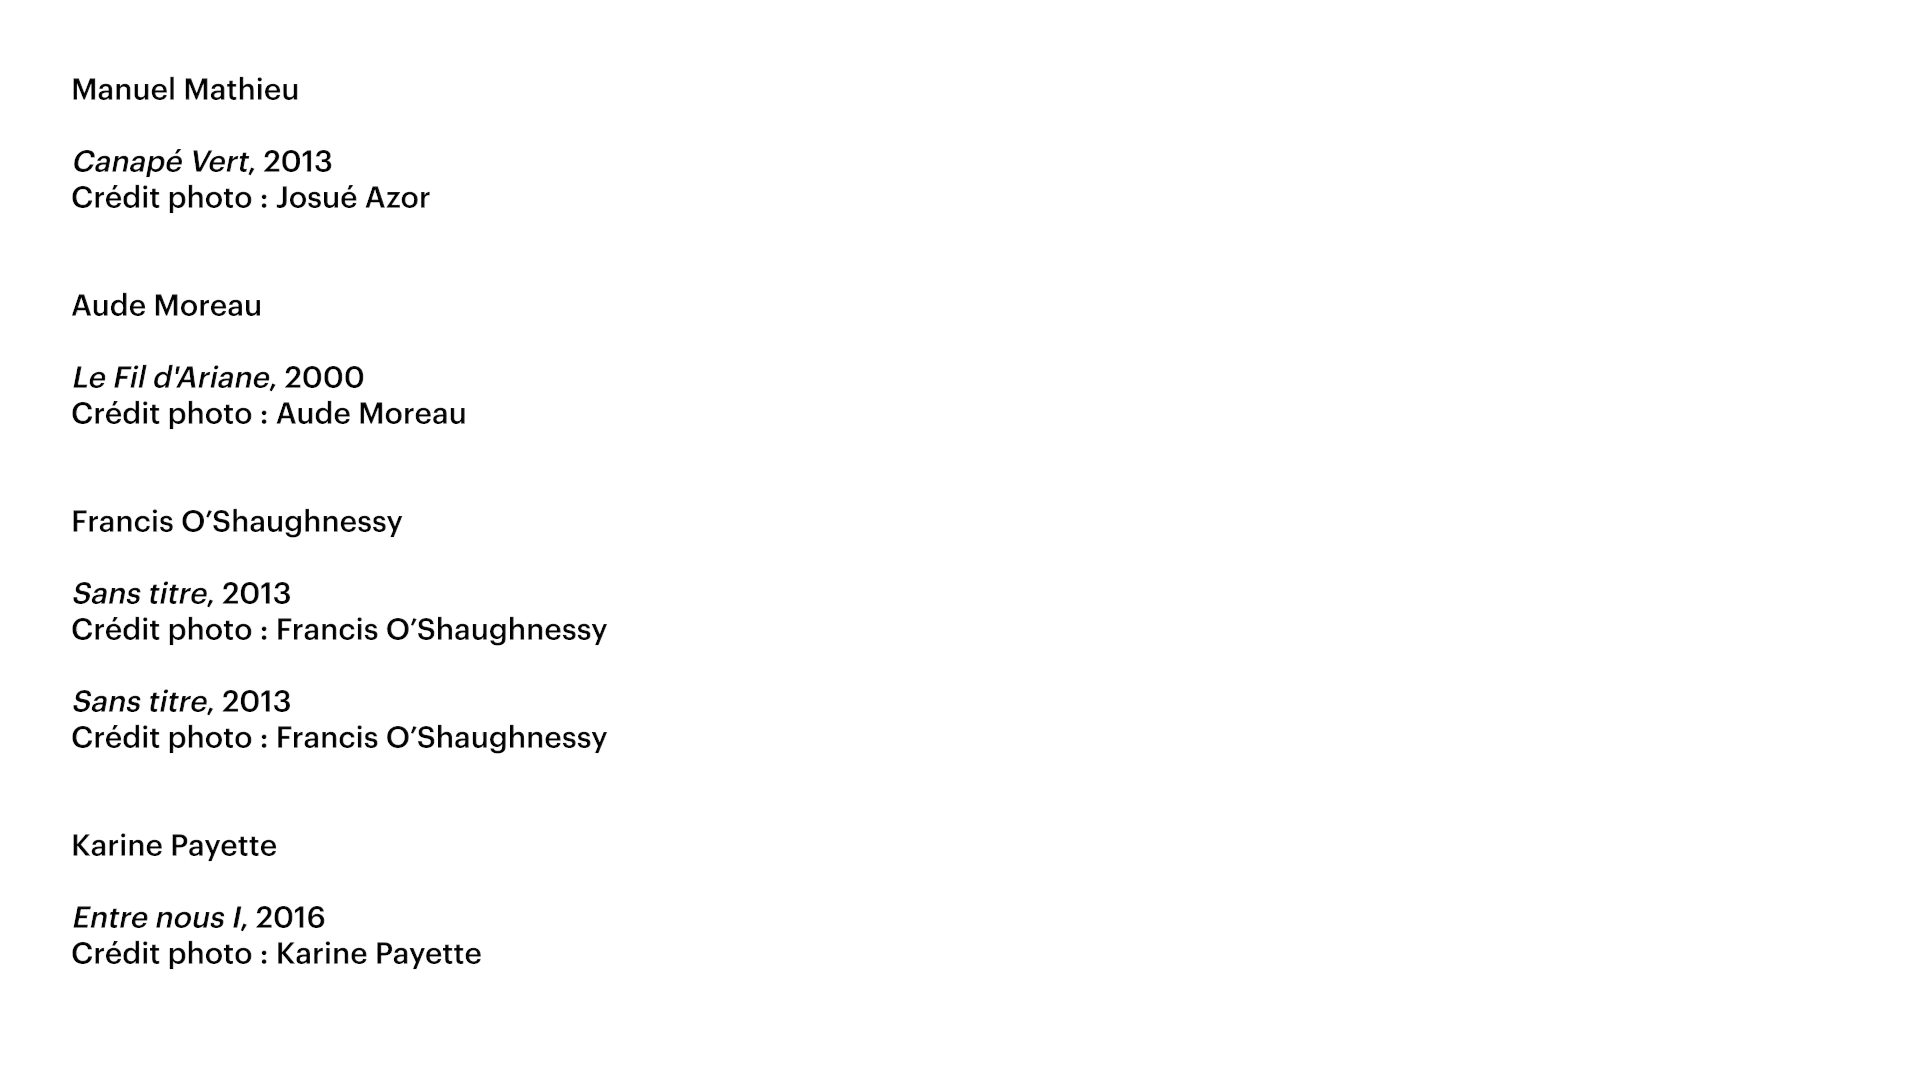 Manuel Mathieu
Canapé Vert, 2013
Crédit photo : Josué Azor
Aude Moreau
Le Fil d'Ariane, 2000
Crédit photo : Aude Moreau
Francis O’Shaughnessy
Sans titre, 2013
Crédit photo : Francis O’Shaughnessy
Sans titre, 2013
Crédit photo : Francis O’Shaughnessy
Karine Payette
Entre nous I, 2016
Crédit photo : Karine Payette